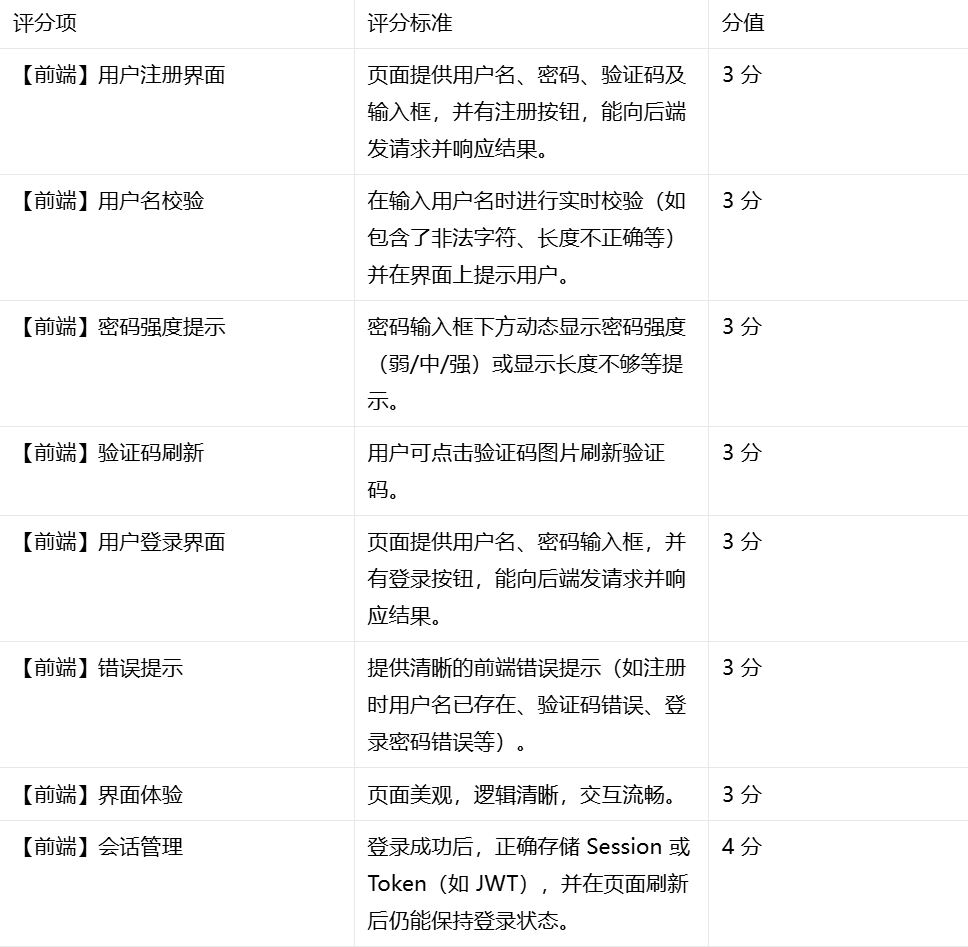 评分项 评分标准 分值
【前端】用户注册界面 页面提供用户名、密码、验证码及 3 分
输入框，并有注册按钮，能向后端
发请求并响应结果。
【前端】用户名校验 在输入用户名时进行实时校验（如 3 分
包含了非法字符、长度不正确等）
并在界面上提示用户。
【前端】密码强度提示 密码输入框下方动态显示密码强度 3 分
（弱/中/强）或显示长度不够等提
示。
【前端】验证码刷新 用户可点击验证码图片刷新验证 3 分
码。
【前端】用户登录界面 页面提供用户名、密码输入框，并 3 分
有登录按钮，能向后端发请求并响
应结果。
【前端】错误提示 提供清晰的前端错误提示（如注册 3 分
时用户名已存在、验证码错误、登
录密码错误等）。
【前端】界面体验 页面美观，逻辑清晰，交互流畅。 3 分
【前端】会话管理 登录成功后，正确存储 Session 或 4 分
Token（如 JWT），并在页面刷新
后仍能保持登录状态。